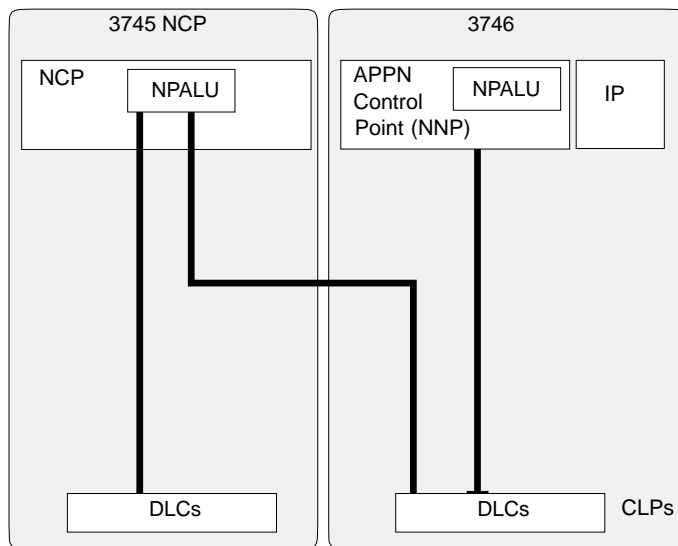 3745 NCP
NCP
NPALU
DLCs
3746
APPN
Control
Point (NNP)
NPALU
IP
DLCs
CLPs